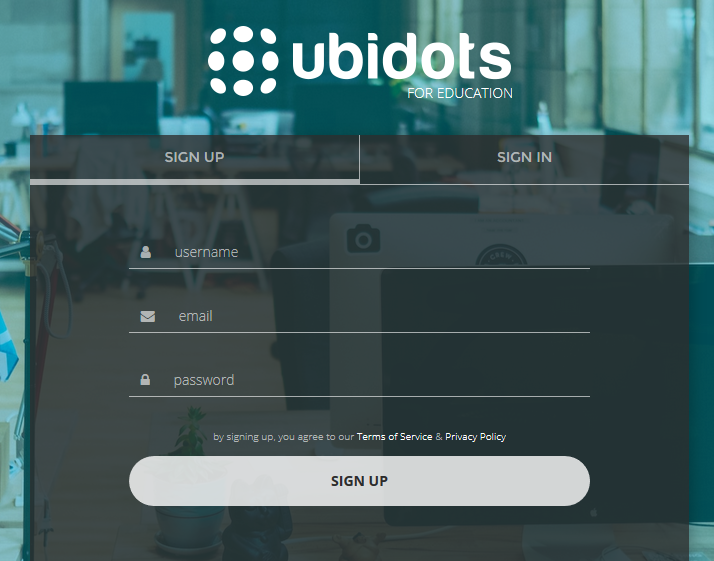 ubidots
FOR EDUCATION
SIGN UP SIGN IN
username
email
password
by signing up, you agree to our Terms of Service & Privacy Policy
SIGN UP